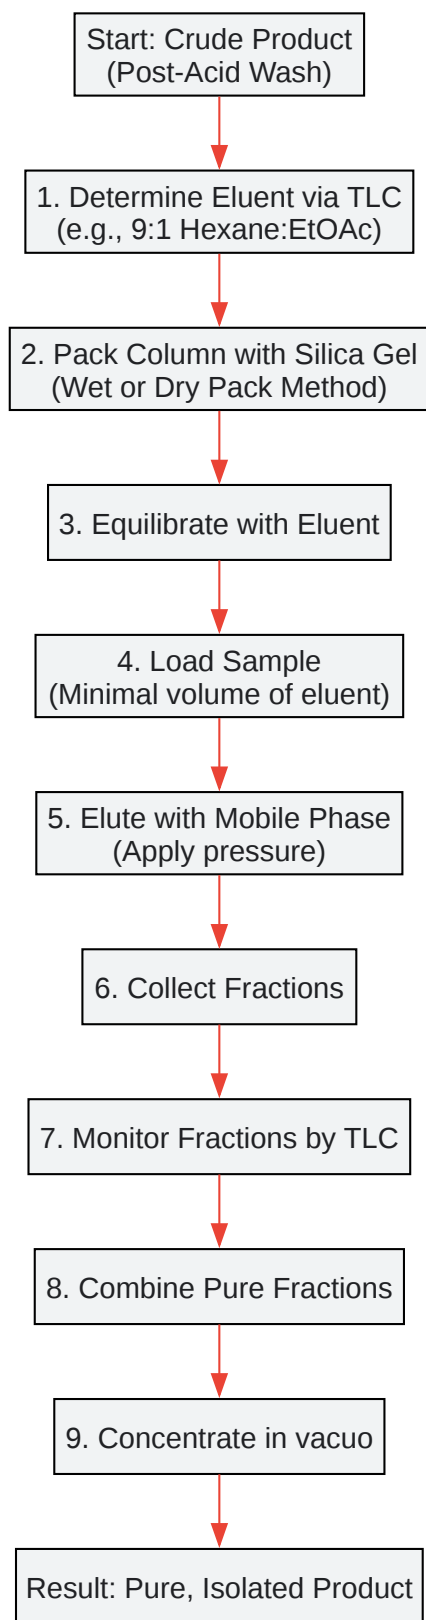 Start: Crude Product
(Post-Acid Wash)
1. Determine Eluent via TLC
(e.g., 9:1 Hexane:EtOAc)
2. Pack Column with Silica Gel
(Wet or Dry Pack Method)
3. Equilibrate with Eluent
4. Load Sample
(Minimal volume of eluent)
5. Elute with Mobile Phase
(Apply pressure)
6. Collect Fractions
7. Monitor Fractions by TLC
8. Combine Pure Fractions
9. Concentrate in vacuo
Result: Pure, Isolated Product